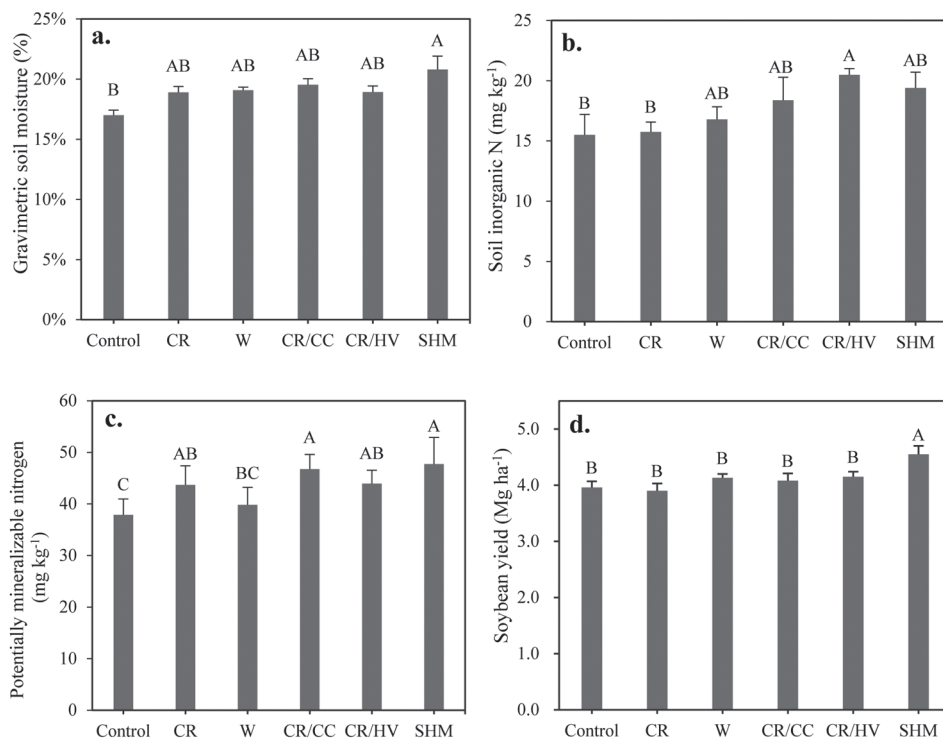 a.
Gravimetric soil moisture (%)
25%
20%
15%
10%
5%
0%
B
AB
AB
AB
AB
A
Control CR W CR/CC CR/HV SHM
b.
Soil inorganic N (mg kg⁻¹)
25
20
15
10
5
0
B
B
AB
AB
A
AB
Control CR W CR/CC CR/HV SHM
c.
Potentially mineralizable nitrogen
(mg kg⁻¹)
60
50
40
30
20
10
0
C
AB
BC
A
AB
A
Control CR W CR/CC CR/HV SHM
d.
Soybean yield (Mg ha⁻¹)
5.0
4.0
3.0
2.0
1.0
0.0
B
B
B
B
B
A
Control CR W CR/CC CR/HV SHM